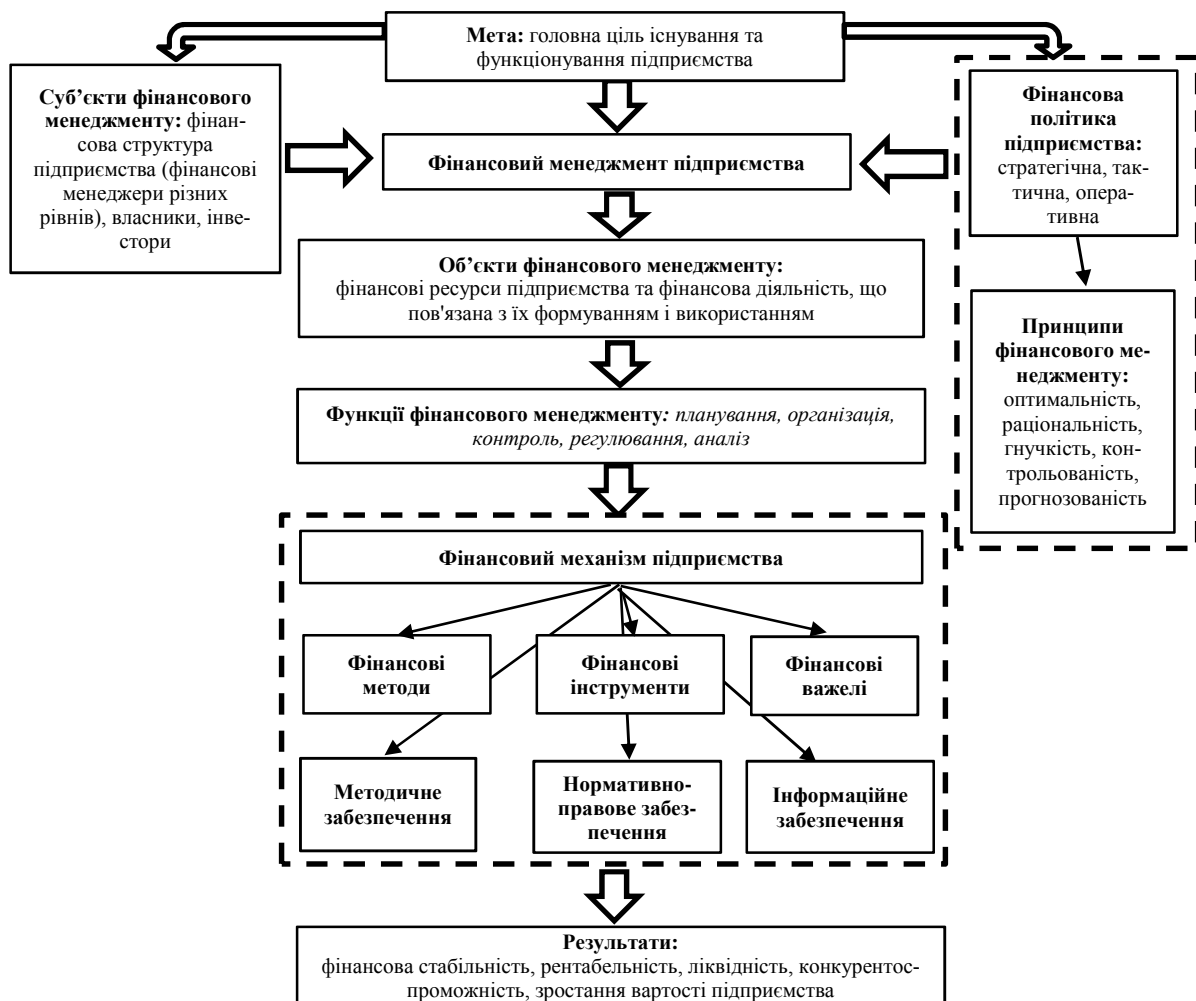 Мета: головна ціль існування та
функціонування підприємства
Суб’єкти фінансового
менеджменту: фінан-
сова структура
підприємства (фінансові
менеджери різних
рівнів), власники, інве-
стори
Фінансовий менеджмент підприємства
Фінансова
політика
підприємства:
стратегічна, так-
тична, опера-
тивна
Об’єкти фінансового менеджменту:
фінансові ресурси підприємства та фінансова діяльність, що
пов'язана з їх формуванням і використанням
Принципи
фінансового ме-
неджменту:
оптимальність,
раціональність,
гнучкість, кон-
трольованість,
прогнозованість
Функції фінансового менеджменту: планування, організація,
контроль, регулювання, аналіз
Фінансовий механізм підприємства
Фінансові
методи
Фінансові
інструменти
Фінансові
важелі
Методичне
забезпечення
Нормативно-
правове забез-
печення
Інформаційне
забезпечення
Результати:
фінансова стабільність, рентабельність, ліквідність, конкурентос-
проможність, зростання вартості підприємства